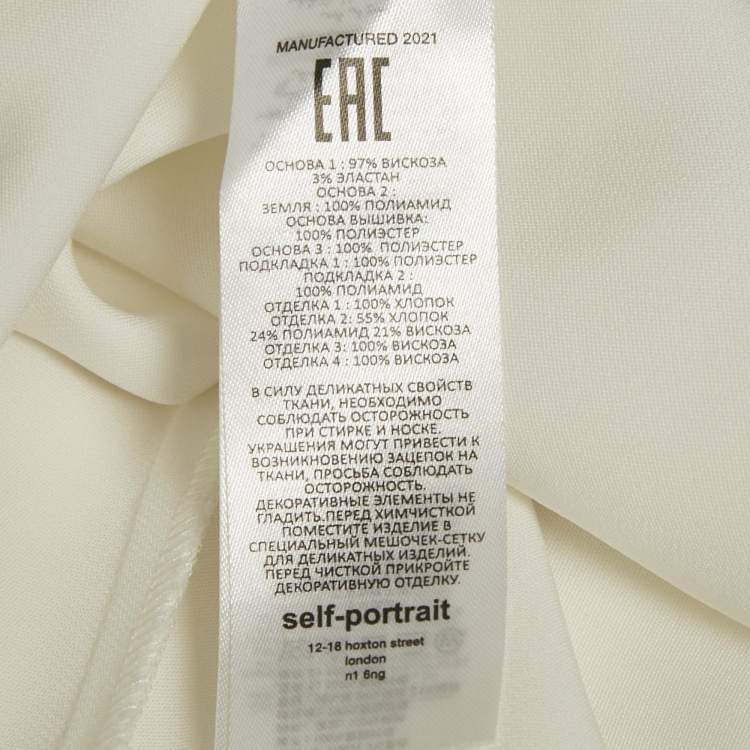 MANUFACTURED 2021
EAC
ОСНОВА 1 : 97% ВИСКОЗА
3% ЭЛАСТАН
ОСНОВА 2 :
ЗЕМЛЯ : 100% ПОЛИАМИД
ОСНОВА ВЫШИВКА:
100% ПОЛИЭСТЕР
ОСНОВА 3 : 100% ПОЛИЭСТЕР
ПОДКЛАДКА 1 : 100% ПОЛИЭСТЕР
ПОДКЛАДКА 2 :
100% ПОЛИАМИД
ОТДЕЛКА 1 : 100% ХЛОПОК
ОТДЕЛКА 2: 55% ХЛОПОК
24% ПОЛИАМИД 21% ВИСКОЗА
ОТДЕЛКА 3: 100% ВИСКОЗА
ОТДЕЛКА 4 : 100% ВИСКОЗА
В СИЛУ ДЕЛИКАТНЫХ СВОЙСТВ
ТКАНИ, НЕОБХОДИМО
СОБЛЮДАТЬ ОСТОРОЖНОСТЬ
ПРИ СТИРКЕ И НОСКЕ.
УКРАШЕНИЯ МОГУТ ПРИВЕСТИ К
ВОЗНИКНОВЕНИЮ ЗАЦЕПОК НА
ТКАНИ, ПРОСЬБА СОБЛЮДАТЬ
ОСТОРОЖНОСТЬ.
ДЕКОРАТИВНЫЕ ЭЛЕМЕНТЫ НЕ
ГЛАДИТЬ.ПЕРЕД ХИМЧИСТКОЙ
ПОМЕСТИТЕ ИЗДЕЛИЕ В
СПЕЦИАЛЬНЫЙ МЕШОЧЕК-СЕТКУ
ДЛЯ ДЕЛИКАТНЫХ ИЗДЕЛИЙ.
ПЕРЕД ЧИСТКОЙ ПРИКРОЙТЕ
ДЕКОРАТИВНУЮ ОТДЕЛКУ.
self-portrait
12-18 hoxton street
london
n1 6ng